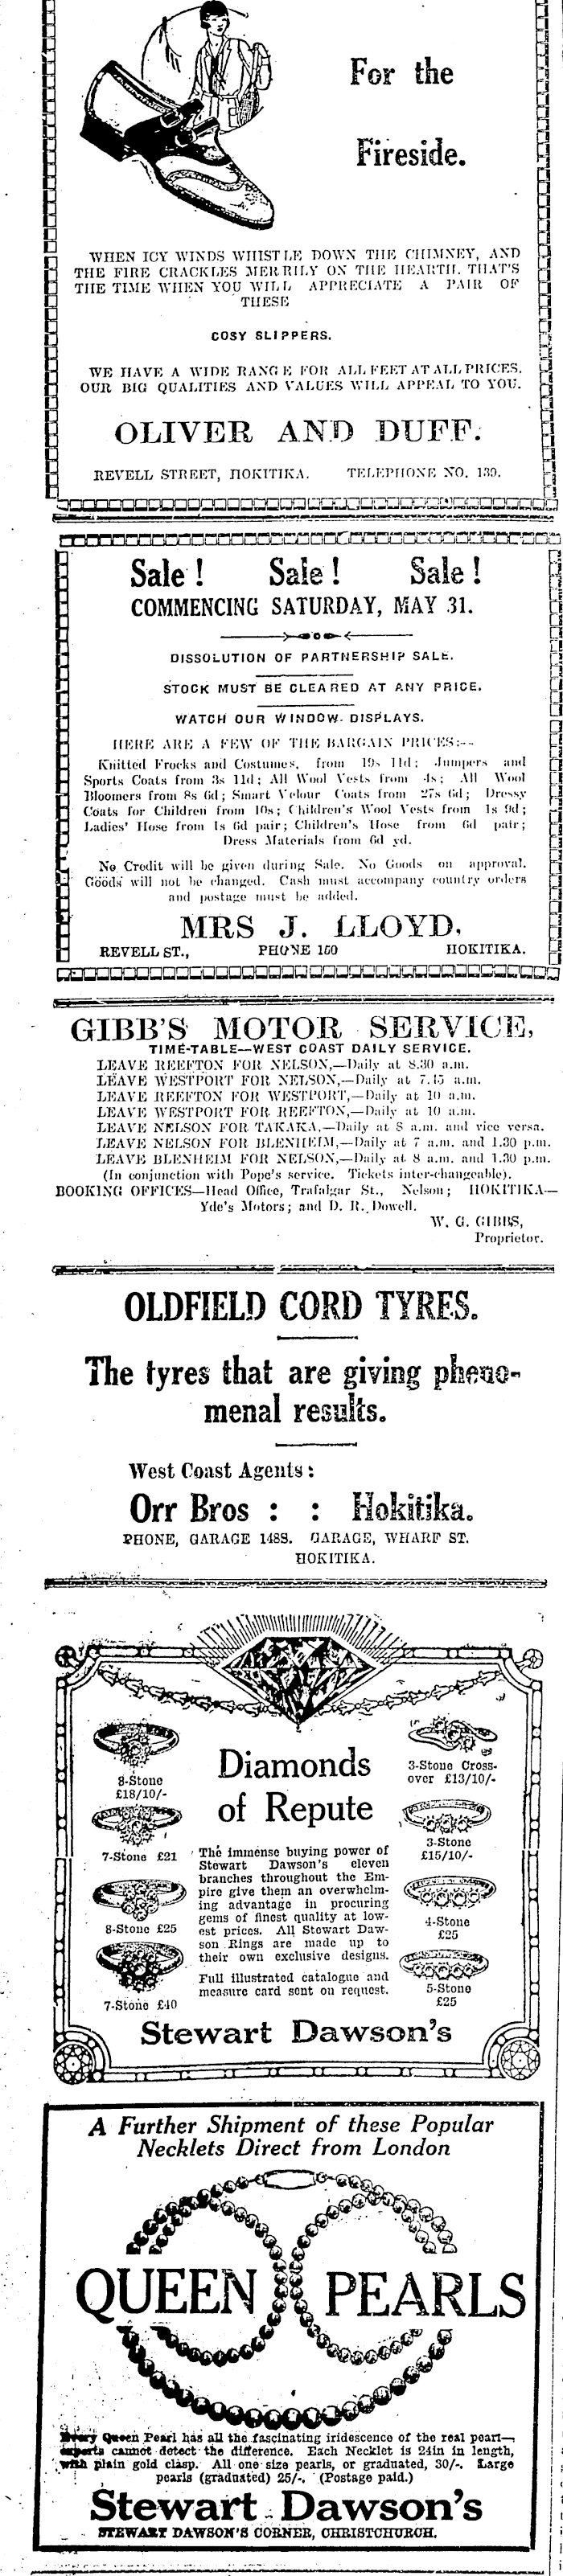 For the
Fireside.
WHEN ICY WINDS WHISTLE DOWN THE CHIMNEY, AND
THE FIRE CRACKLES MERRILY ON THE HEARTH, THAT'S
THE TIME WHEN YOU WILL APPRECIATE A PAIR OF
THESE
COSY SLIPPERS.
WE HAVE A WIDE RANGE FOR ALL FEET AT ALL PRICES.
OUR BIG QUALITIES AND VALUES WILL APPEAL TO YOU.
OLIVER AND DUFF.
REVELL STREET, HOKITIKA. TELEPHONE NO. 139.
Sale! Sale! Sale!
COMMENCING SATURDAY, MAY 31.
DISSOLUTION OF PARTNERSHIP SALE.
STOCK MUST BE CLEARED AT ANY PRICE.
WATCH OUR WINDOW DISPLAYS.
HERE ARE A FEW OF THE BARGAIN PRICES:--
Knitted Frocks and Costumes, from 19s 11d; Jumpers and
Sports Coats from 3s 11d; All Wool Vests from 4s; All Wool
Bloomers from 8s 6d; Smart Velour Coats from 27s 6d; Dressy
Coats for Children from 10s; Children's Wool Vests from 1s 9d;
Ladies' Hose from 1s 6d pair; Children's Hose from 6d pair;
Dress Materials from 6d yd.
No Credit will be given during Sale. No Goods on approval.
Goods will not be changed. Cash must accompany country orders
and postage must be added.
MRS J. LLOYD,
REVELL ST., PHONE 150 HOKITIKA.
GIBB'S MOTOR SERVICE,
TIME-TABLE—WEST COAST DAILY SERVICE.
LEAVE REEFTON FOR NELSON,—Daily at 8.30 a.m.
LEAVE WESTPORT FOR NELSON,—Daily at 7.15 a.m.
LEAVE REEFTON FOR WESTPORT,—Daily at 10 a.m.
LEAVE WESTPORT FOR REEFTON,—Daily at 10 a.m.
LEAVE NELSON FOR TAKAKA,—Daily at 8 a.m. and vice versa.
LEAVE NELSON FOR BLENHEIM,—Daily at 7 a.m. and 1.30 p.m.
LEAVE BLENHEIM FOR NELSON,—Daily at 8 a.m. and 1.30 p.m.
(In conjunction with Pope's service. Tickets inter-changeable).
BOOKING OFFICES—Head Office, Trafalgar St., Nelson; HOKITIKA—
Yde's Motors; and D. R. Dowell.
W. G. GIBBS,
Proprietor.
OLDFIELD CORD TYRES.
The tyres that are giving pheno-
menal results.
West Coast Agents:
Orr Bros : : Hokitika.
PHONE, GARAGE 148S. GARAGE, WHARF ST.
HOKITIKA.
Diamonds
of Repute
8-Stone
£18/10/-
7-Stone £21
8-Stone £25
7-Stone £40
The immense buying power of
Stewart Dawson's eleven
branches throughout the Em-
pire give them an overwhelm-
ing advantage in procuring
gems of finest quality at low-
est prices. All Stewart Daw-
son Rings are made up to
their own exclusive designs.
Full illustrated catalogue and
measure card sent on request.
3-Stone Cross-
over £13/10/-
3-Stone
£15/10/-
4-Stone
£25
5-Stone
£25
Stewart Dawson's
A Further Shipment of these Popular
Necklets Direct from London
QUEEN PEARLS
Every Queen Pearl has all the fascinating iridescence of the real pearl—
experts cannot detect the difference. Each Necklet is 24in in length,
with plain gold clasp. All one size pearls, or graduated, 30/-. Large
pearls (graduated) 25/-. (Postage paid.)
Stewart Dawson's
STEWART DAWSON'S CORNER, CHRISTCHURCH.